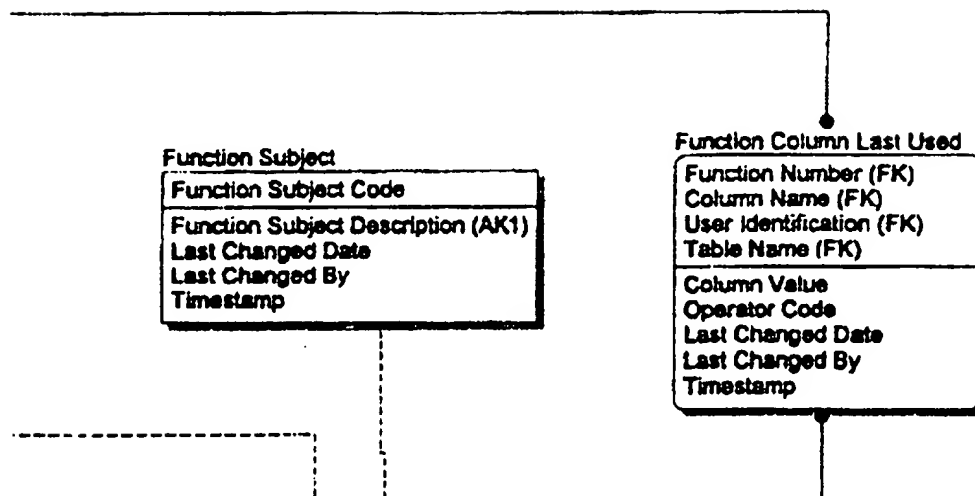 Function Subject
Function Subject Code
Function Subject Description (AK1)
Last Changed Date
Last Changed By
Timestamp
Function Column Last Used
Function Number (FK)
Column Name (FK)
User Identification (FK)
Table Name (FK)
Column Value
Operator Code
Last Changed Date
Last Changed By
Timestamp